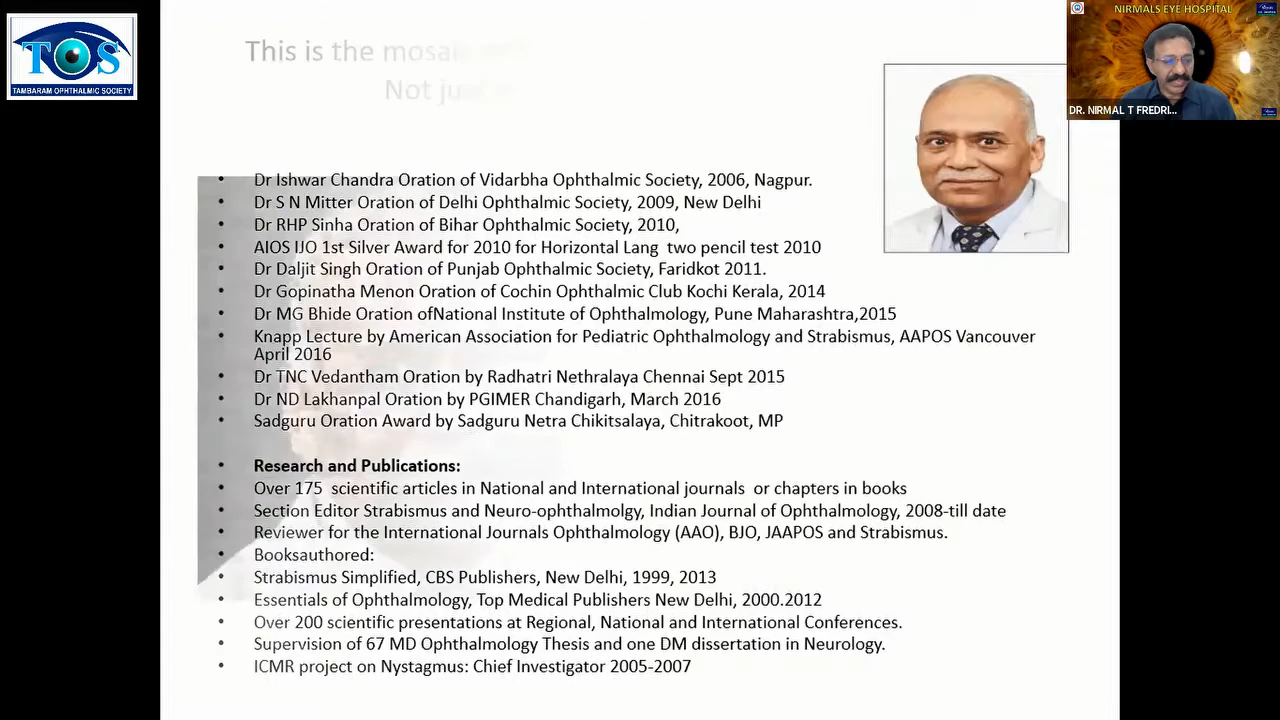 TOS
TAMBARAM OPHTHALMIC SOCIETY
NIRMALS EYE HOSPITAL
DR. NIRMAL T FREDRI...
This is the mosai
Not just
• Dr Ishwar Chandra Oration of Vidarbha Ophthalmic Society, 2006, Nagpur.
• Dr S N Mitter Oration of Delhi Ophthalmic Society, 2009, New Delhi
• Dr RHP Sinha Oration of Bihar Ophthalmic Society, 2010,
• AIOS IJO 1st Silver Award for 2010 for Horizontal Lang two pencil test 2010
• Dr Daljit Singh Oration of Punjab Ophthalmic Society, Faridkot 2011.
• Dr Gopinatha Menon Oration of Cochin Ophthalmic Club Kochi Kerala, 2014
• Dr MG Bhide Oration ofNational Institute of Ophthalmology, Pune Maharashtra,2015
• Knapp Lecture by American Association for Pediatric Ophthalmology and Strabismus, AAPOS Vancouver
April 2016
• Dr TNC Vedantham Oration by Radhatri Nethralaya Chennai Sept 2015
• Dr ND Lakhanpal Oration by PGIMER Chandigarh, March 2016
• Sadguru Oration Award by Sadguru Netra Chikitsalaya, Chitrakoot, MP
• Research and Publications:
• Over 175 scientific articles in National and International journals or chapters in books
• Section Editor Strabismus and Neuro-ophthalmolgy, Indian Journal of Ophthalmology, 2008-till date
• Reviewer for the International Journals Ophthalmology (AAO), BJO, JAAPOS and Strabismus.
• Booksauthored:
• Strabismus Simplified, CBS Publishers, New Delhi, 1999, 2013
• Essentials of Ophthalmology, Top Medical Publishers New Delhi, 2000.2012
• Over 200 scientific presentations at Regional, National and International Conferences.
• Supervision of 67 MD Ophthalmology Thesis and one DM dissertation in Neurology.
• ICMR project on Nystagmus: Chief Investigator 2005-2007